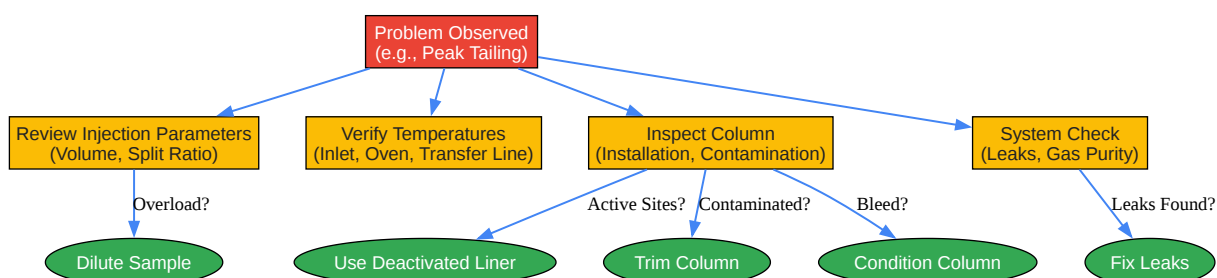 Problem Observed
(e.g., Peak Tailing)
Review Injection Parameters
(Volume, Split Ratio)
Verify Temperatures
(Inlet, Oven, Transfer Line)
Inspect Column
(Installation, Contamination)
System Check
(Leaks, Gas Purity)
Overload?
Active Sites?
Contaminated?
Bleed?
Leaks Found?
Dilute Sample
Use Deactivated Liner
Trim Column
Condition Column
Fix Leaks